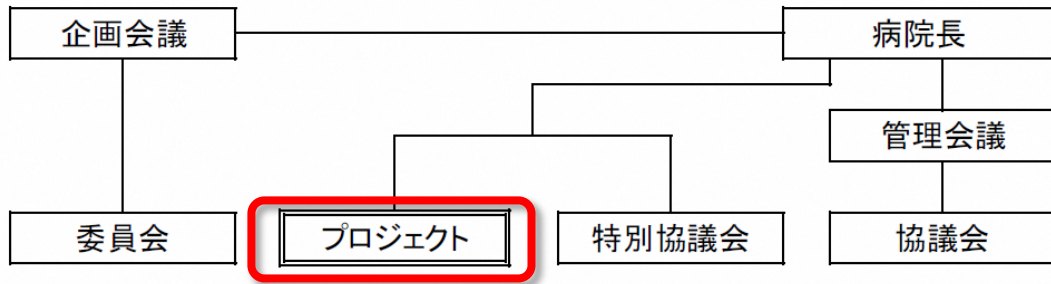 企画会議
病院長
管理会議
委員会
プロジェクト
特別協議会
協議会